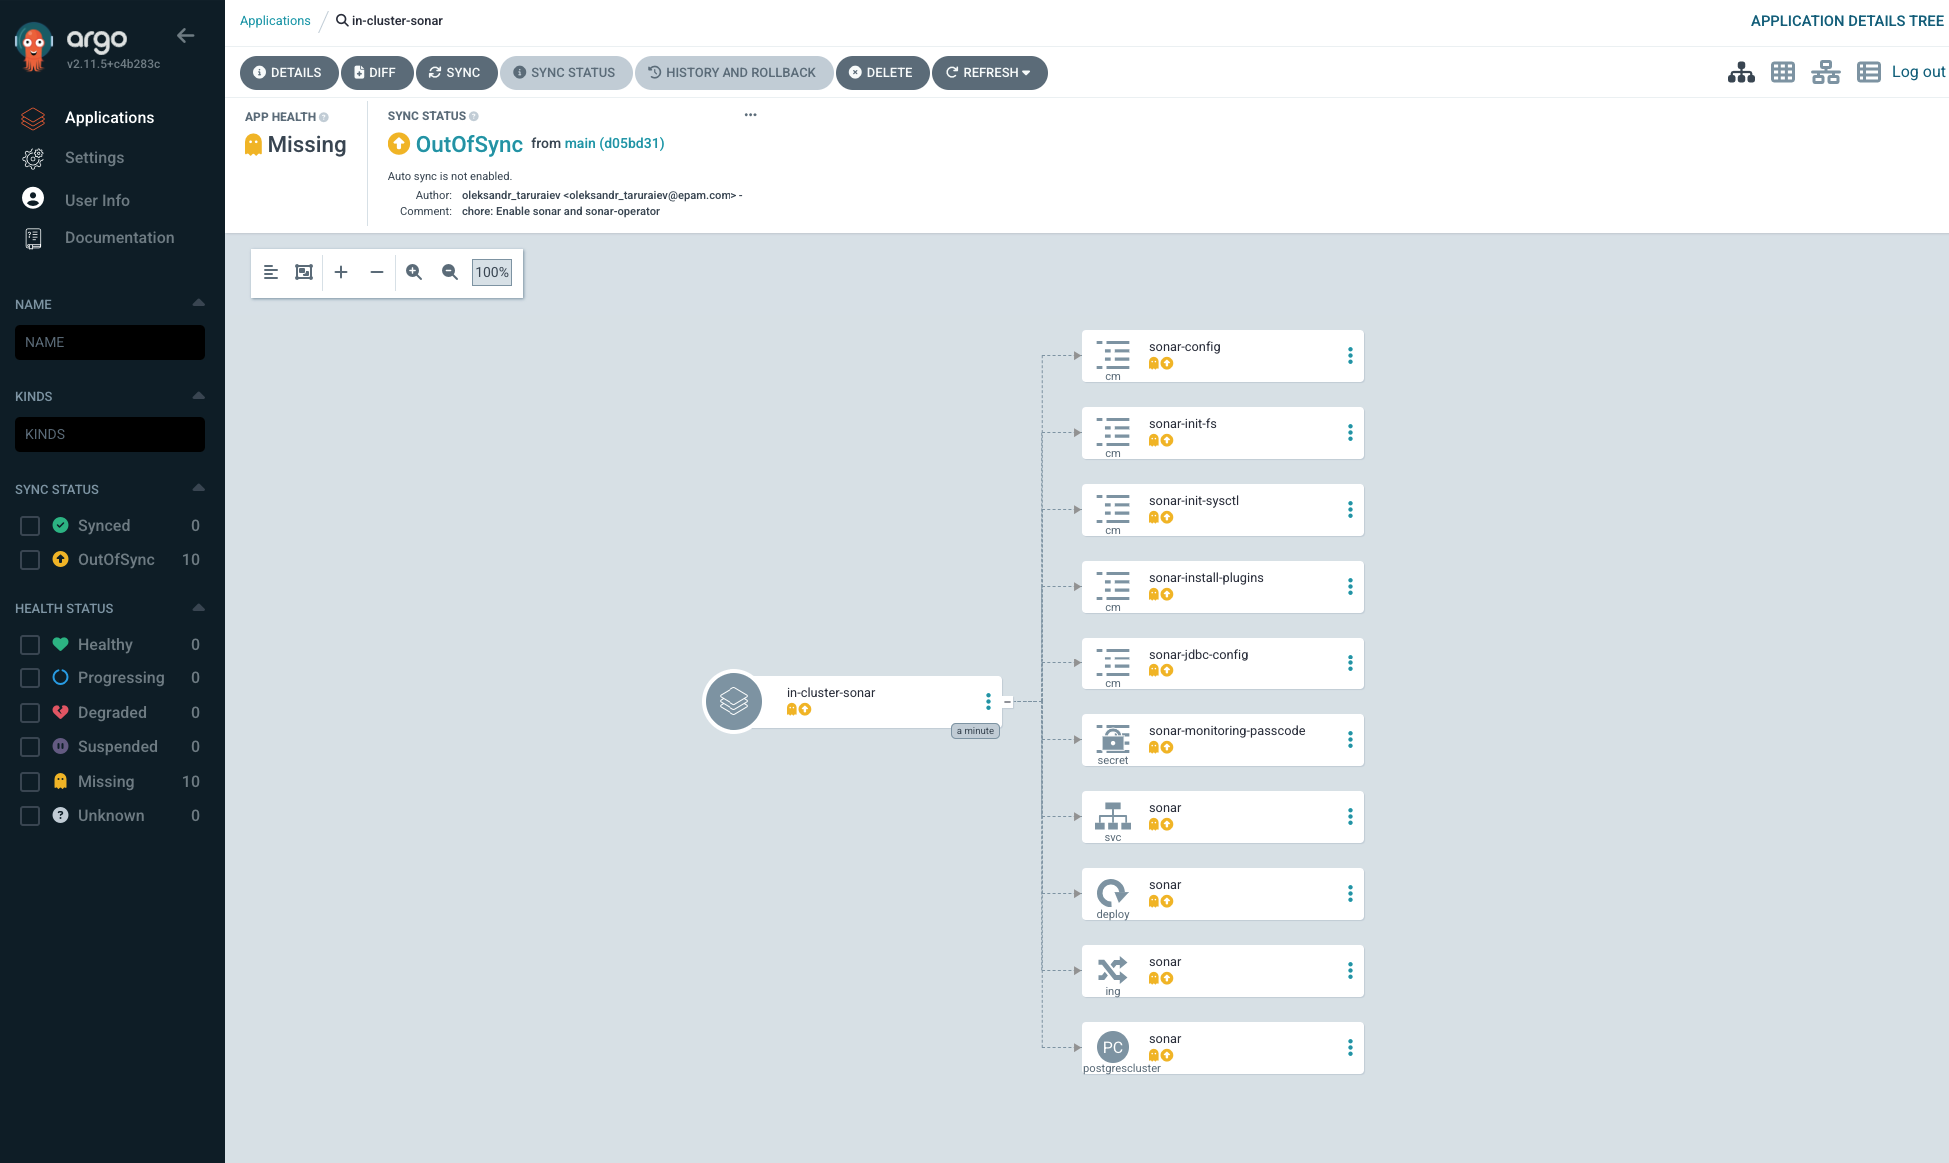 argo
v2.11.5+c4b283c
Applications
Settings
User Info
Documentation
NAME
NAME
KINDS
KINDS
SYNC STATUS
Synced 0
OutOfSync 10
HEALTH STATUS
Healthy 0
Progressing 0
Degraded 0
Suspended 0
Missing 10
Unknown 0
Applications / in-cluster-sonar
APPLICATION DETAILS TREE
DETAILS DIFF SYNC SYNC STATUS HISTORY AND ROLLBACK DELETE REFRESH
Log out
APP HEALTH
Missing
SYNC STATUS
OutOfSync from main (d05bd31)
Auto sync is not enabled.
Author: oleksandr_taruraiev <oleksandr_taruraiev@epam.com> -
Comment: chore: Enable sonar and sonar-operator
100%
in-cluster-sonar
a minute
sonar-config
cm
sonar-init-fs
cm
sonar-init-sysctl
cm
sonar-install-plugins
cm
sonar-jdbc-config
cm
sonar-monitoring-passcode
secret
sonar
svc
sonar
deploy
sonar
ing
sonar
PC
postgrescluster